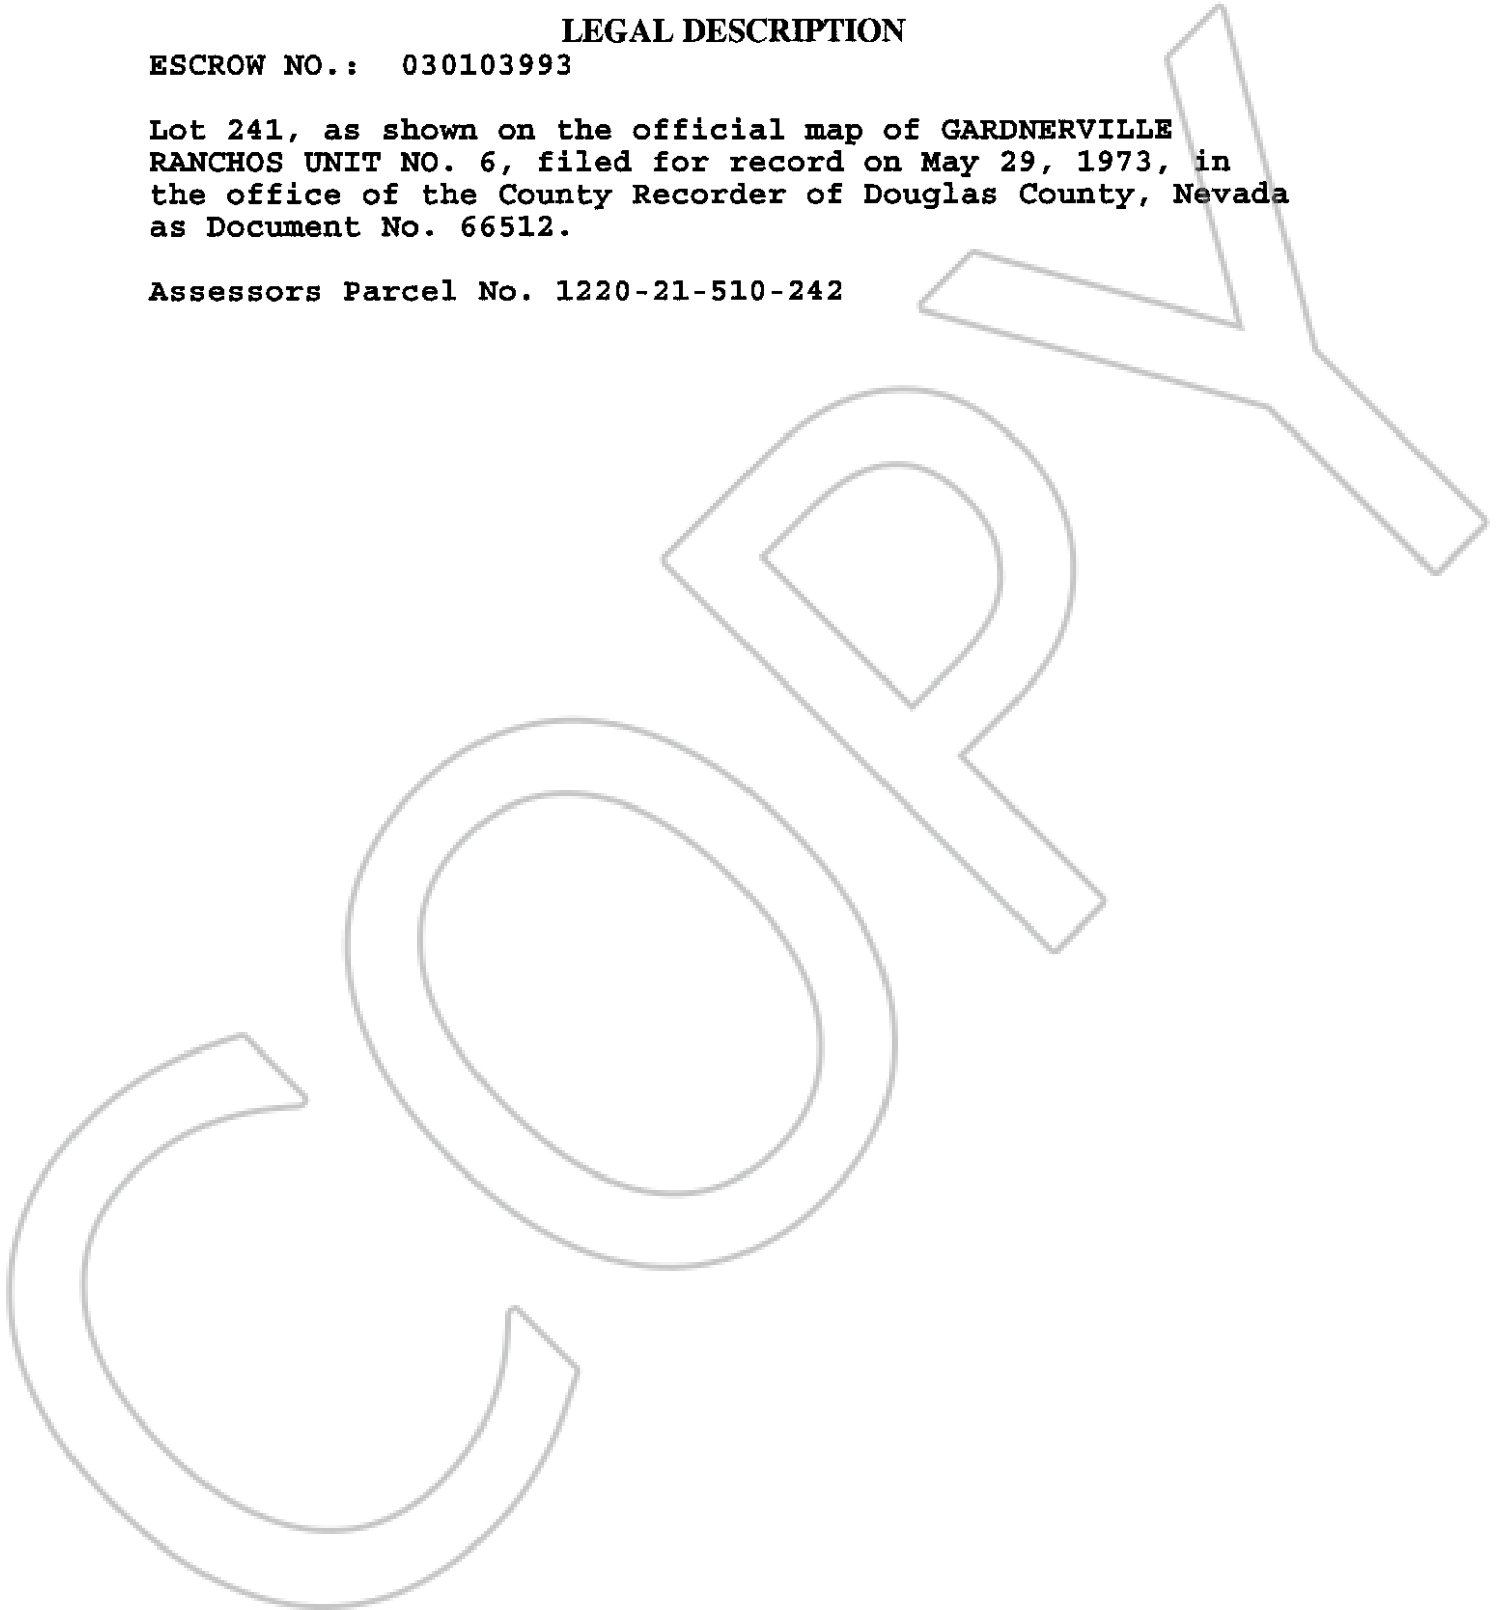 LEGAL DESCRIPTION
ESCROW NO.: 030103993
Lot 241, as shown on the official map of GARDNERVILLE
RANCHOS UNIT NO. 6, filed for record on May 29, 1973, in
the office of the County Recorder of Douglas County, Nevada
as Document No. 66512.
Assessors Parcel No. 1220-21-510-242
COPY